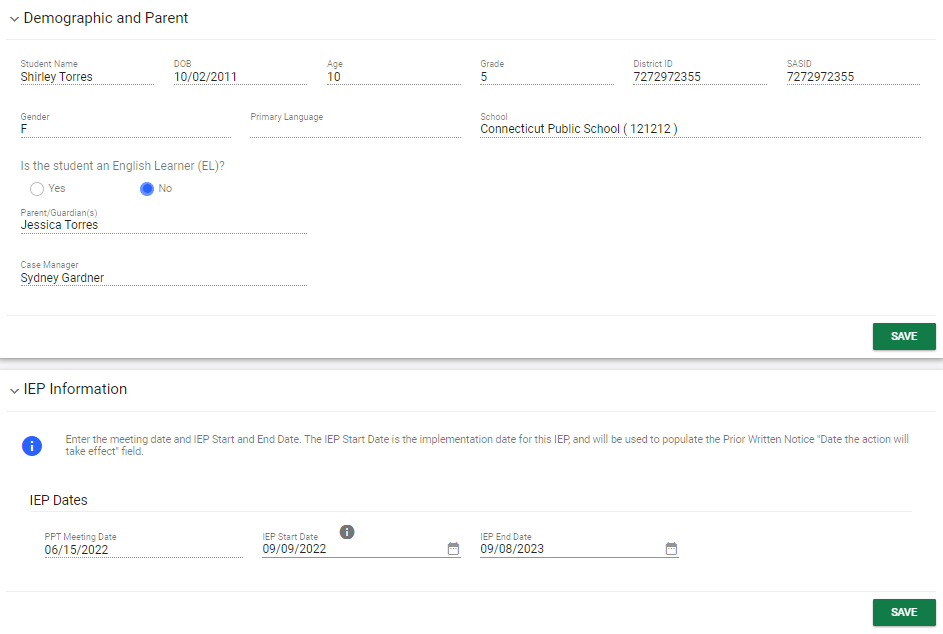 Demographic and Parent
Student Name DOB Age Grade District ID SASID
Shirley Torres 10/02/2011 10 5 7272972355 7272972355
Gender Primary Language School
F Connecticut Public School ( 121212 )
Is the student an English Learner (EL)?
Yes No
Parent/Guardian(s)
Jessica Torres
Case Manager
Sydney Gardner
SAVE
IEP Information
Enter the meeting date and IEP Start and End Date. The IEP Start Date is the implementation date for this IEP, and will be used to populate the Prior Written Notice "Date the action will
take effect" field.
IEP Dates
PPT Meeting Date IEP Start Date IEP End Date
06/15/2022 09/09/2022 09/08/2023
SAVE